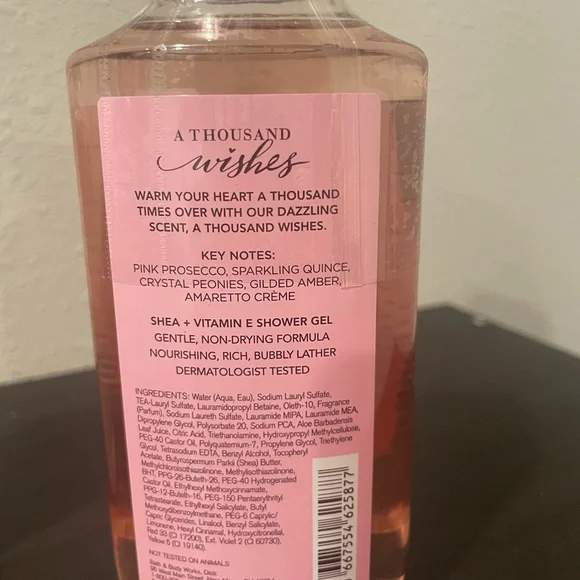 A THOUSAND
wishes
WARM YOUR HEART A THOUSAND
TIMES OVER WITH OUR DAZZLING
SCENT, A THOUSAND WISHES.
KEY NOTES:
PINK PROSECCO, SPARKLING QUINCE,
CRYSTAL PEONIES, GILDED AMBER,
AMARETTO CRÈME
SHEA + VITAMIN E SHOWER GEL
GENTLE, NON-DRYING FORMULA
NOURISHING, RICH, BUBBLY LATHER
DERMATOLOGIST TESTED
INGREDIENTS: Water (Aqua, Eau), Sodium Lauryl Sulfate,
TEA-Lauryl Sulfate, Lauramidopropyl Betaine, Oleth-10, Fragrance
(Parfum), Sodium Laureth Sulfate, Lauramide MIPA, Lauramide MEA,
Dipropylene Glycol, Polysorbate 20, Sodium PCA, Aloe Barbadensis
Leaf Juice, Citric Acid, Triethanolamine, Hydroxypropyl Methylcellulose,
PEG-40 Castor Oil, Polyquaternium-7, Propylene Glycol, Triethylene
Glycol, Tetrasodium EDTA, Benzyl Alcohol, Tocopheryl
Acetate, Butyrospermum Parkii (Shea) Butter,
Methylchloroisothiazolinone, Methylisothiazolinone,
BHT, PPG-26-Buteth-26, PEG-40 Hydrogenated
Castor Oil, Ethylhexyl Methoxycinnamate,
PPG-12-Buteth-16, PEG-150 Pentaerythrityl
Tetrastearate, Ethylhexyl Salicylate, Butyl
Methoxydibenzoylmethane, PEG-6 Caprylic/
Capric Glycerides, Linalool, Benzyl Salicylate,
Limonene, Hexyl Cinnamal, Hydroxycitronellal,
Red 33 (CI 17200), Ext. Violet 2 (CI 60730),
Yellow 5 (CI 19140).
NOT TESTED ON ANIMALS
Bath & Body Works, Distr.
95 West Main Street,
1-800-
667554 625877